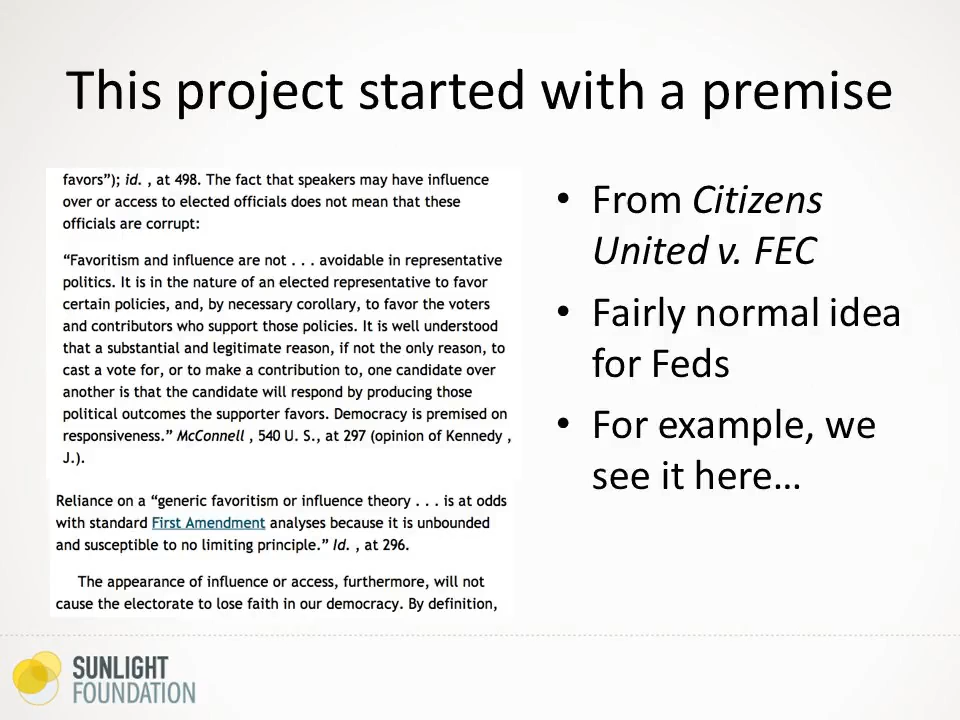 This project started with a premise
favors”); id. , at 498. The fact that speakers may have influence
over or access to elected officials does not mean that these
officials are corrupt:
“Favoritism and influence are not . . . avoidable in representative
politics. It is in the nature of an elected representative to favor
certain policies, and, by necessary corollary, to favor the voters
and contributors who support those policies. It is well understood
that a substantial and legitimate reason, if not the only reason, to
cast a vote for, or to make a contribution to, one candidate over
another is that the candidate will respond by producing those
political outcomes the supporter favors. Democracy is premised on
responsiveness.” McConnell , 540 U. S., at 297 (opinion of Kennedy ,
J.).
Reliance on a “generic favoritism or influence theory . . . is at odds
with standard First Amendment analyses because it is unbounded
and susceptible to no limiting principle.” Id. , at 296.
The appearance of influence or access, furthermore, will not
cause the electorate to lose faith in our democracy. By definition,
• From Citizens
United v. FEC
• Fairly normal idea
for Feds
• For example, we
see it here…
SUNLIGHT
FOUNDATION